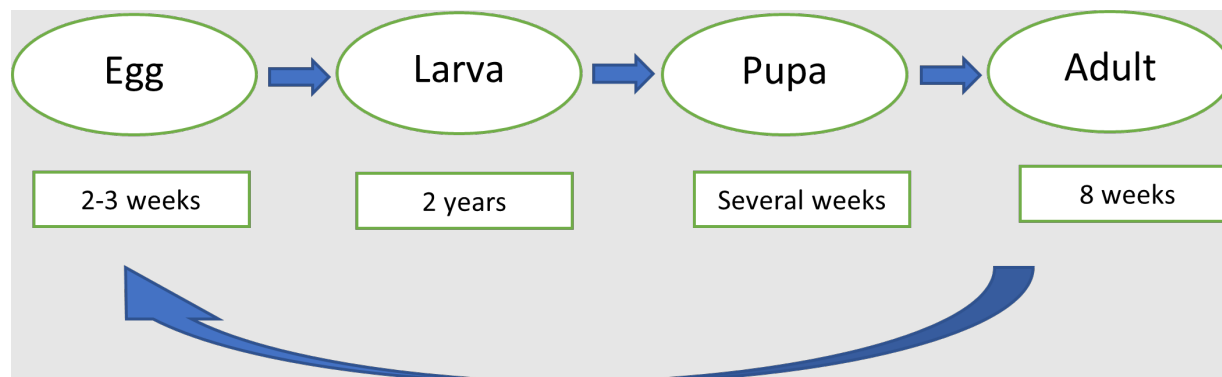 Egg
Larva
Pupa
Adult
2-3 weeks
2 years
Several weeks
8 weeks